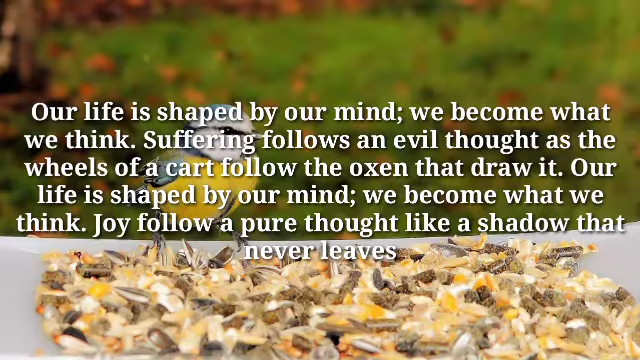 Our life is shaped by our mind; we become what
we think. Suffering follows an evil thought as the
wheels of a cart follow the oxen that draw it. Our
life is shaped by our mind; we become what we
think. Joy follow a pure thought like a shadow that
never leaves